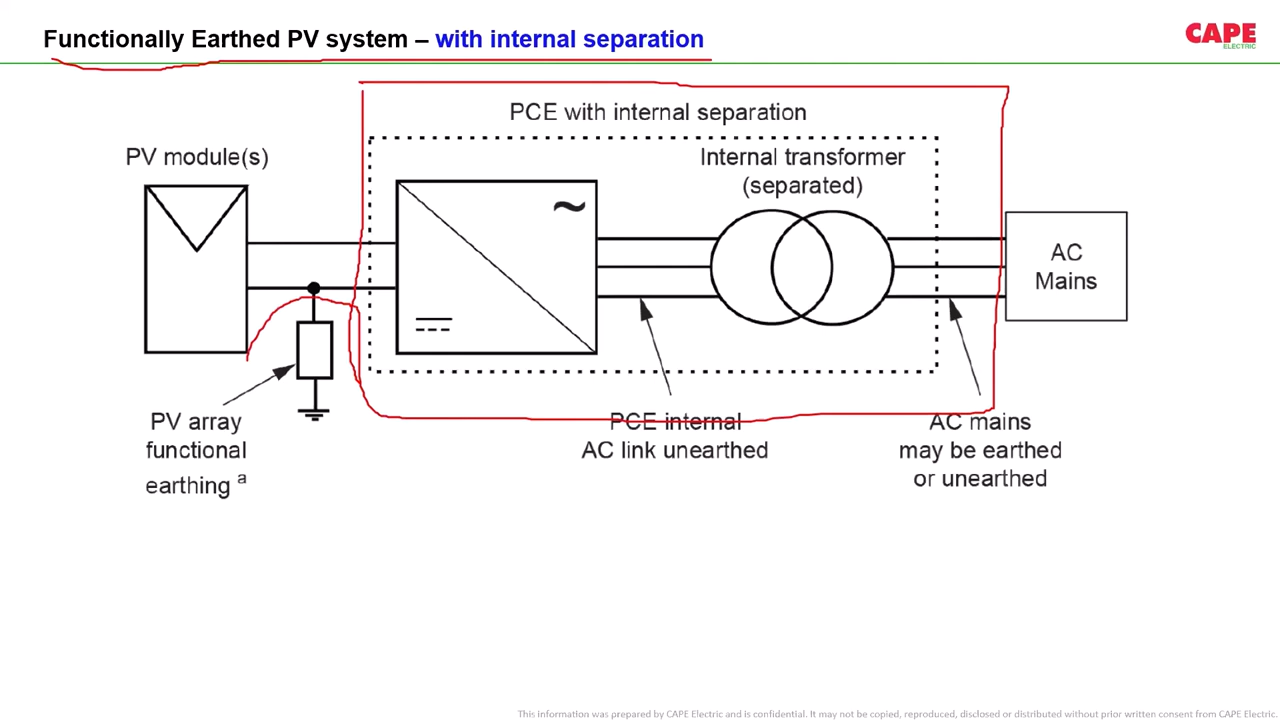 Functionally Earthed PV system – with internal separation
CAPE
ELECTRIC
PCE with internal separation
PV module(s)
Internal transformer
(separated)
~
AC
Mains
PV array
functional
earthing a
PCE internal
AC link unearthed
AC mains
may be earthed
or unearthed
This information was prepared by CAPE Electric and is confidential. It may not be copied, reproduced, disclosed or distributed without prior written consent from CAPE Electric.